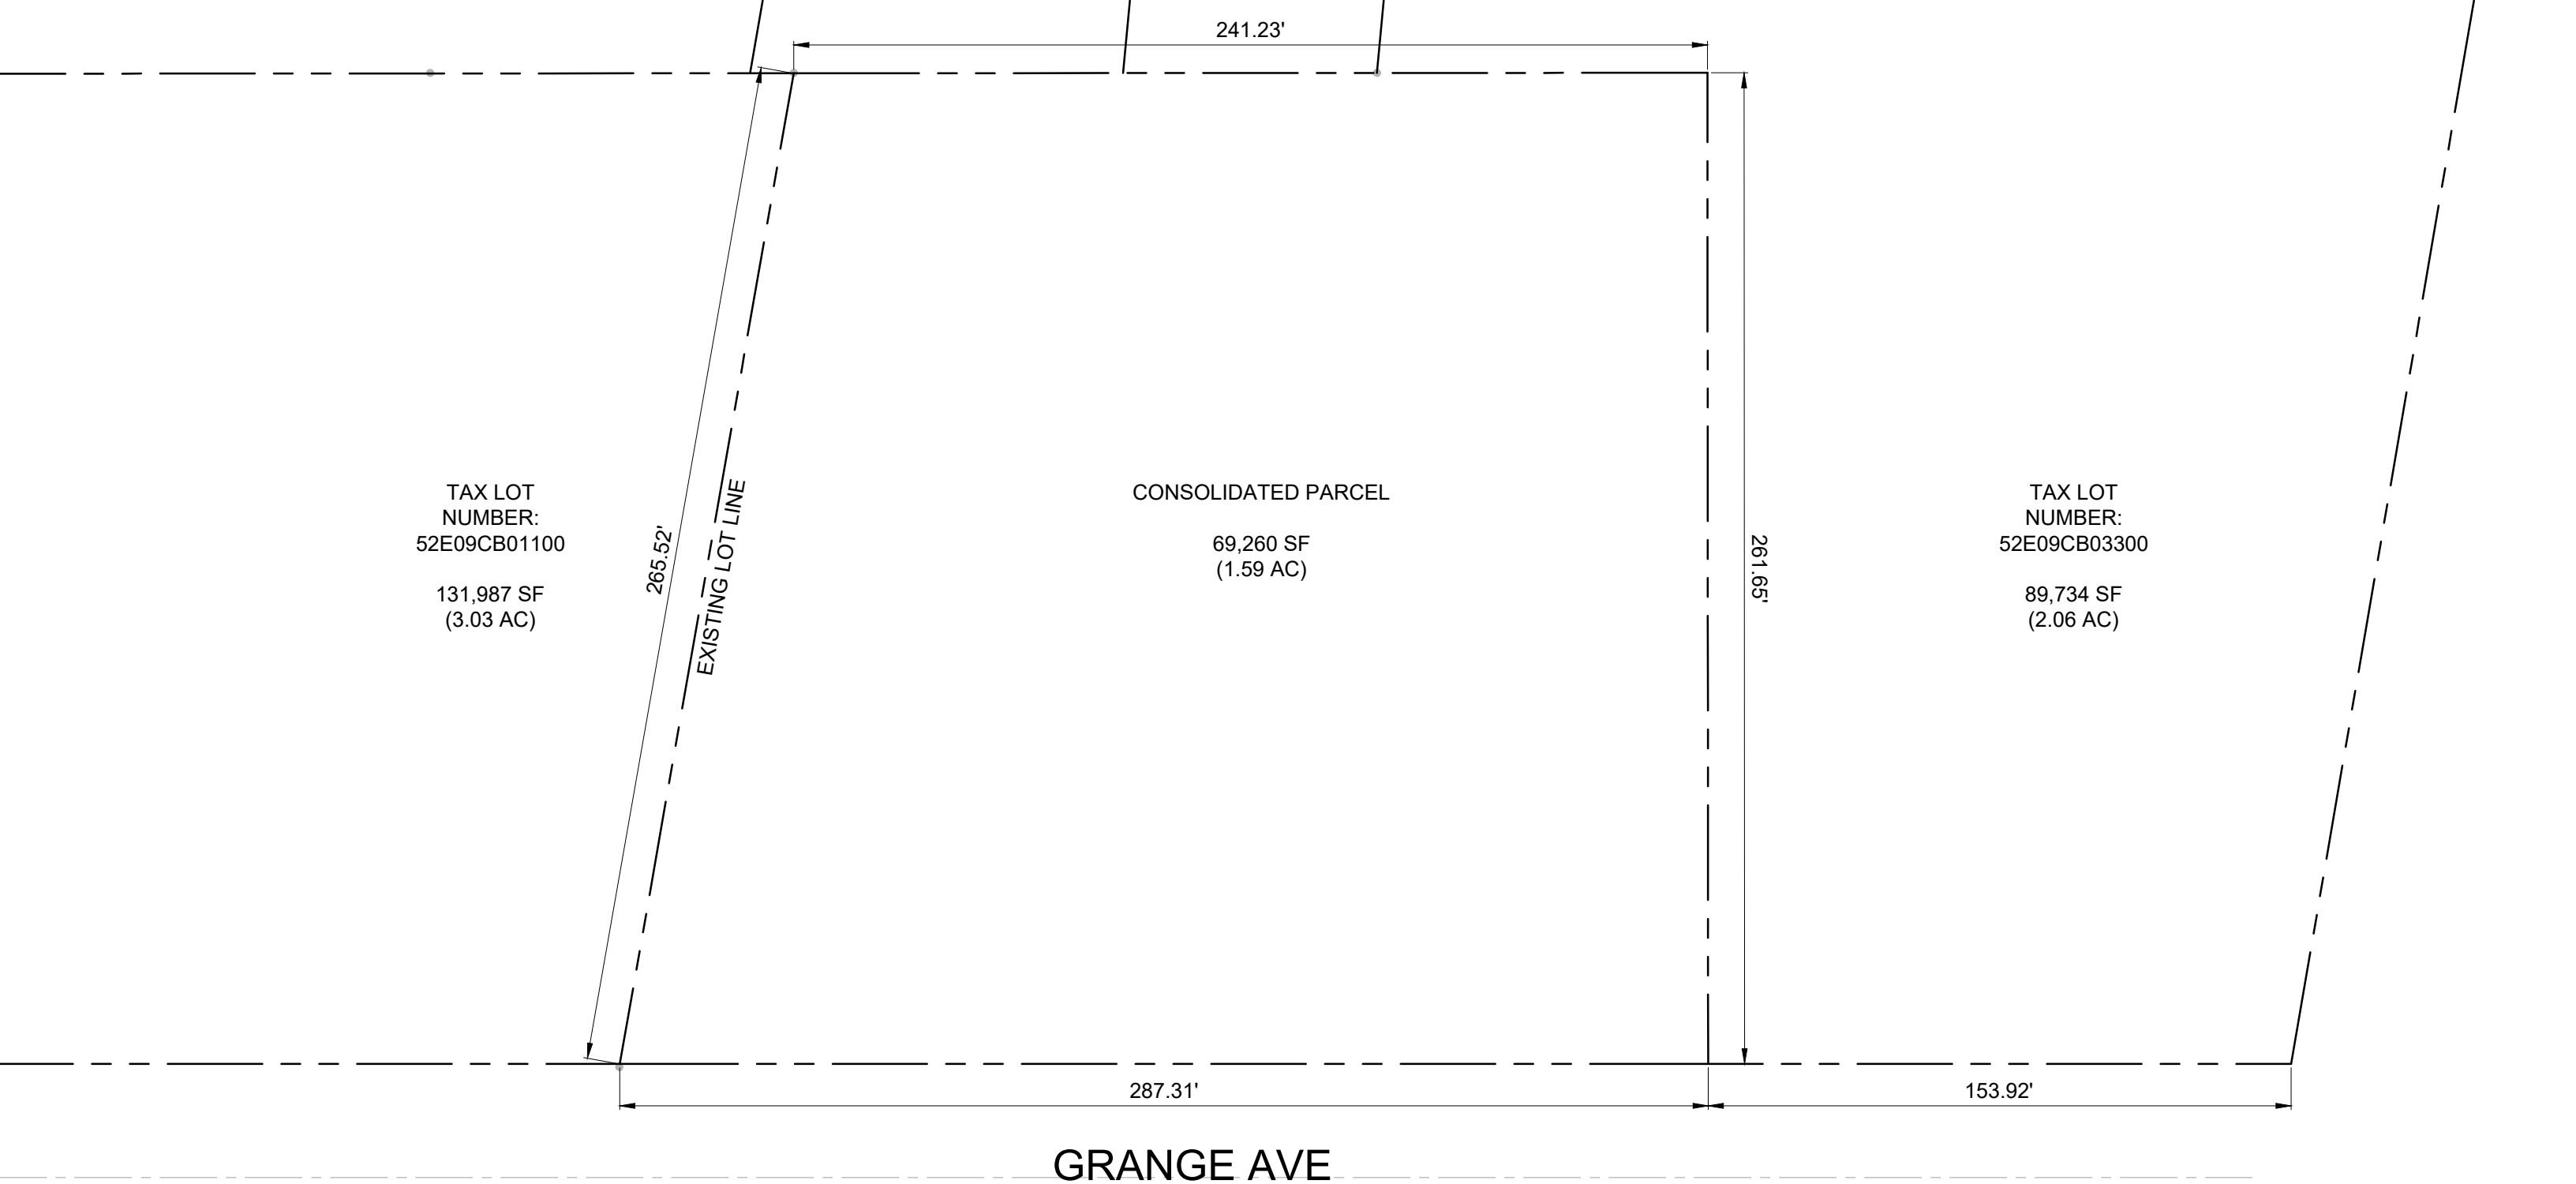 241.23'
TAX LOT
NUMBER:
52E09CB01100
131,987 SF
(3.03 AC)
265.52'
EXISTING LOT LINE
CONSOLIDATED PARCEL
69,260 SF
(1.59 AC)
261.65'
TAX LOT
NUMBER:
52E09CB03300
89,734 SF
(2.06 AC)
287.31'
153.92'
GRANGE AVE